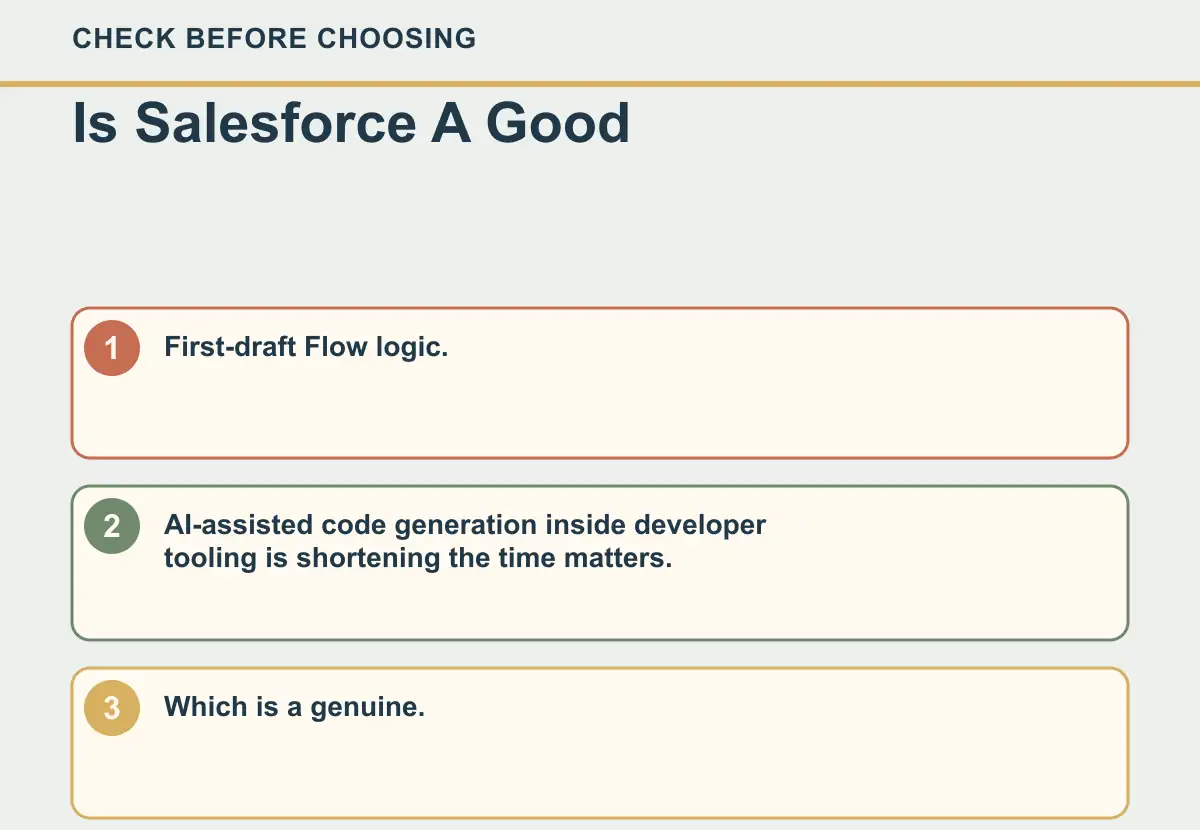 CHECK BEFORE CHOOSING
Is Salesforce A Good
1
First-draft Flow logic.
2
AI-assisted code generation inside developer
tooling is shortening the time matters.
3
Which is a genuine.